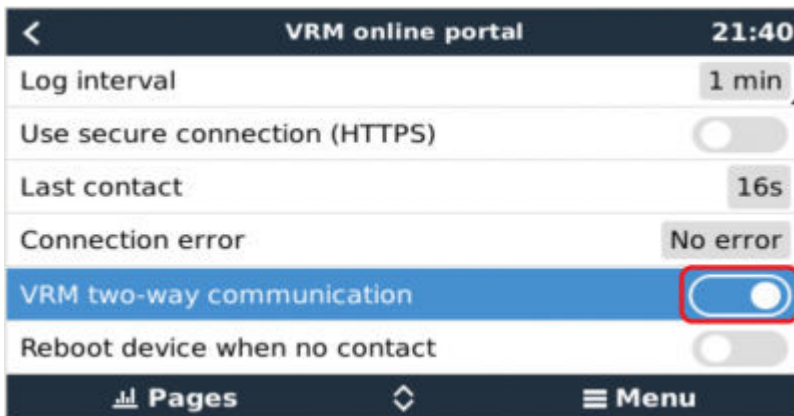 VRM online portal 21:40
Log interval 1 min
Use secure connection (HTTPS)
Last contact 16s
Connection error No error
VRM two-way communication
Reboot device when no contact
Pages Menu